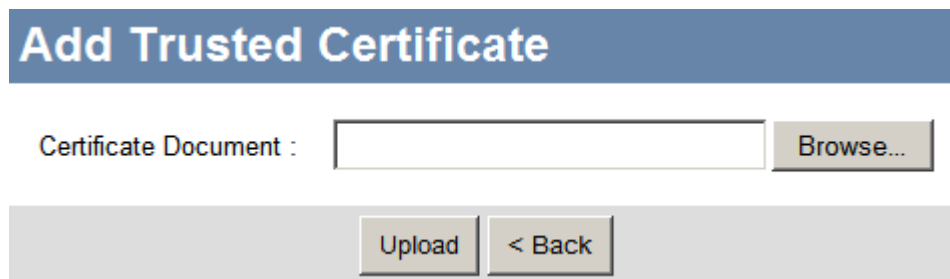 Add Trusted Certificate
Certificate Document : Browse...
Upload < Back